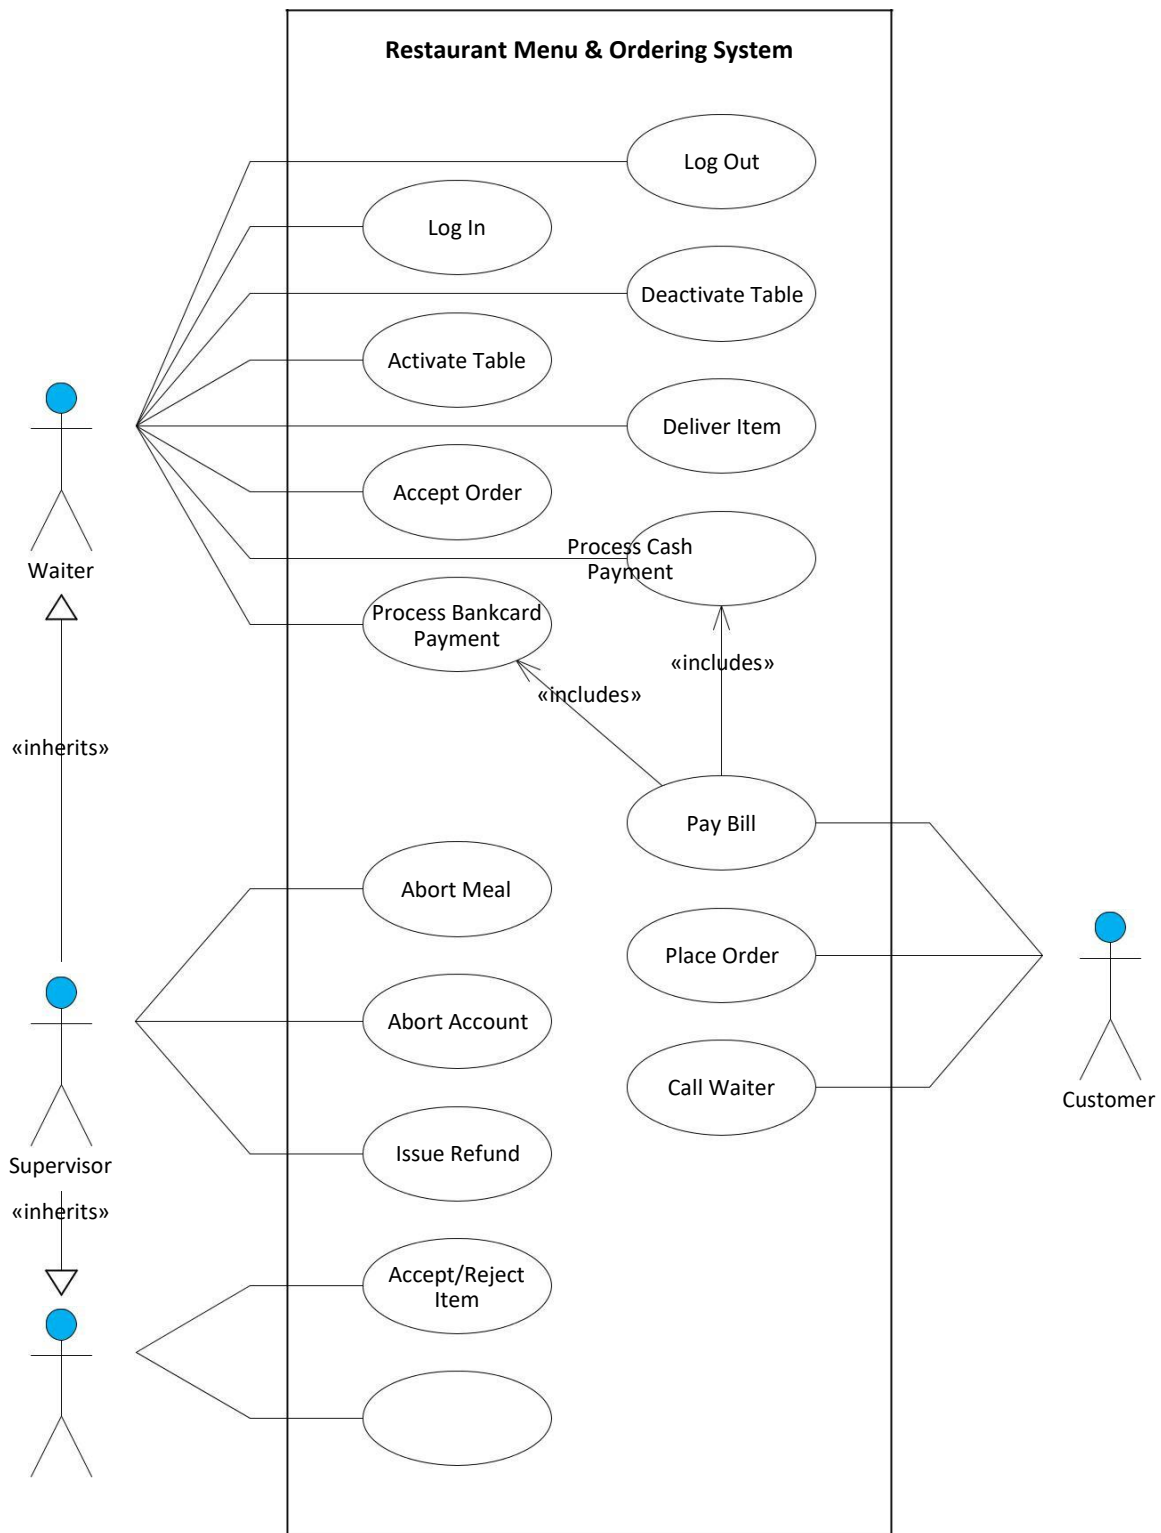 Restaurant Menu & Ordering System
Log Out
Log In
Deactivate Table
Activate Table
Deliver Item
Accept Order
Process Cash
Payment
Waiter
Process Bankcard
Payment
«includes»
«includes»
«inherits»
Pay Bill
Abort Meal
Place Order
Abort Account
Call Waiter
Customer
Issue Refund
Supervisor
«inherits»
Accept/Reject
Item